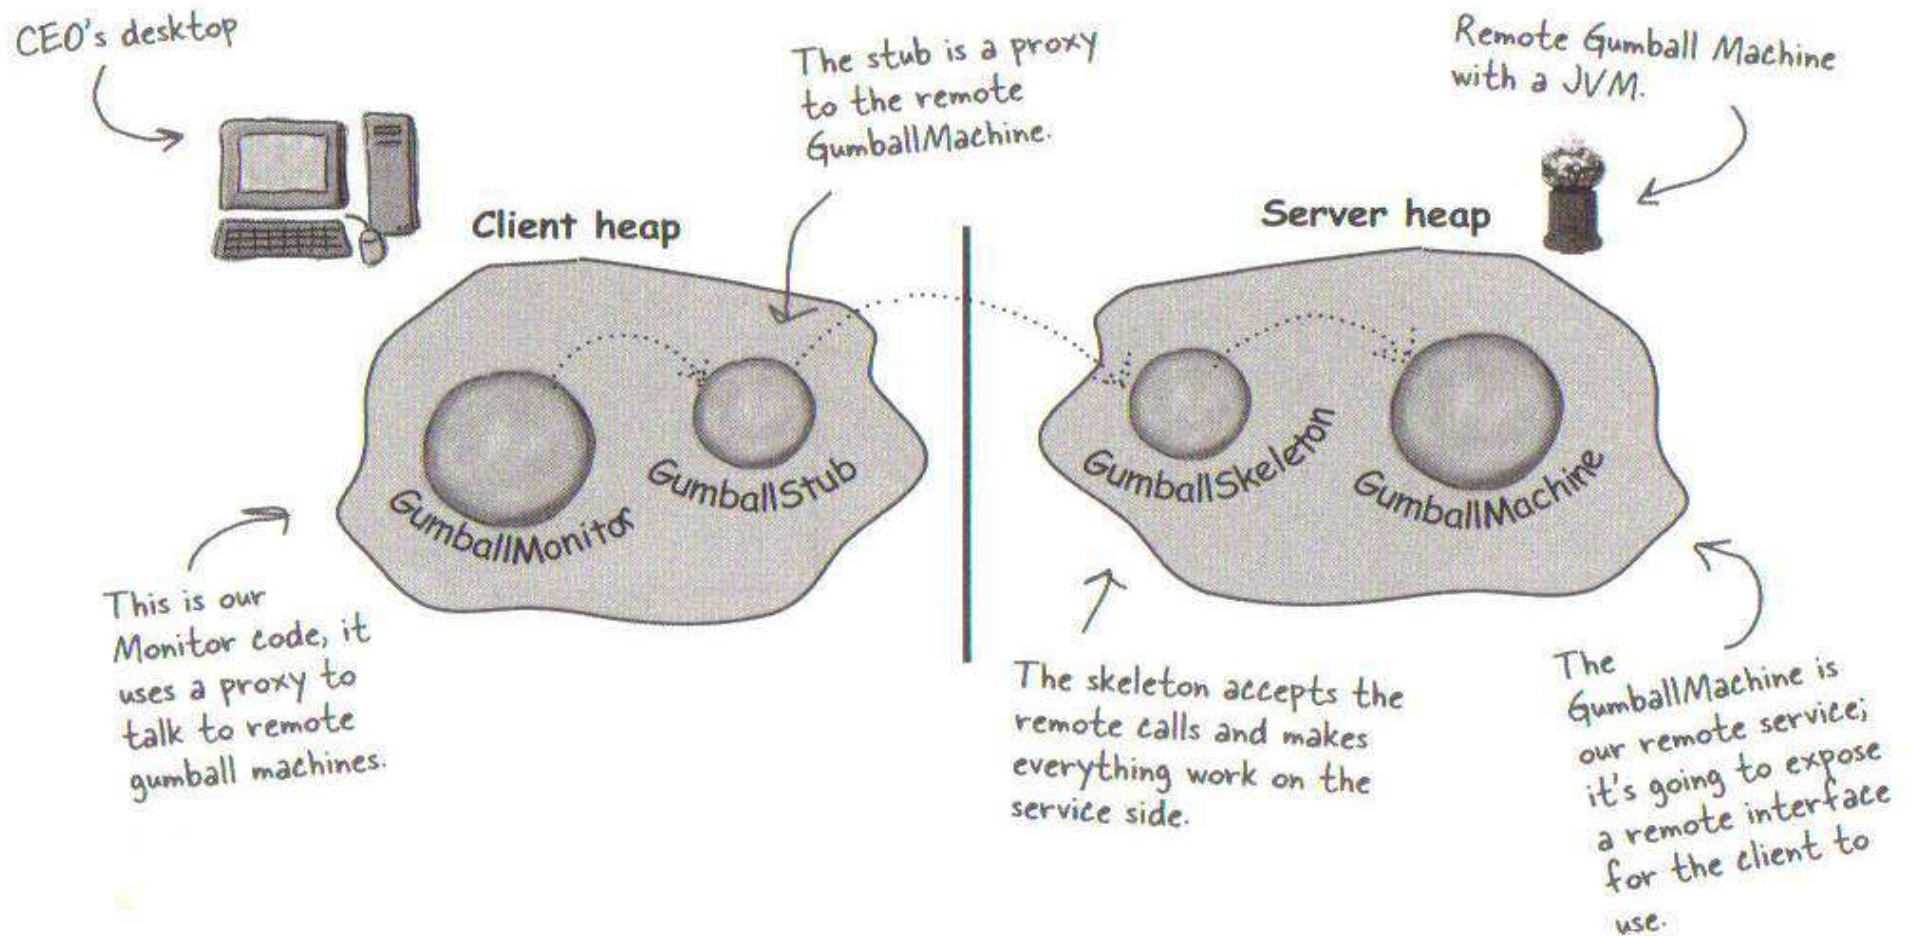 CEO's desktop
The stub is a proxy
to the remote
GumballMachine.
Remote Gumball Machine
with a JVM.
Client heap
Server heap
GumballMonitor
GumballStub
GumballSkeleton
GumballMachine
This is our
Monitor code, it
uses a proxy to
talk to remote
gumball machines.
The skeleton accepts the
remote calls and makes
everything work on the
service side.
The
GumballMachine is
our remote service;
it's going to expose
a remote interface
for the client to
use.